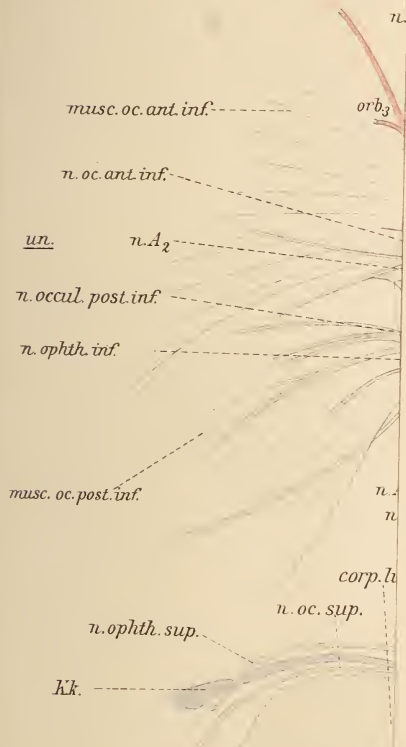 n.
musc. oc. ant. inf.
orb₃
n. oc. ant. inf.
un.
n. A₂
n. occul. post. inf.
n. ophth. inf.
musc. oc. post. inf.
n.
n
corp. l
n. oc. sup.
n. ophth. sup.
Kk.